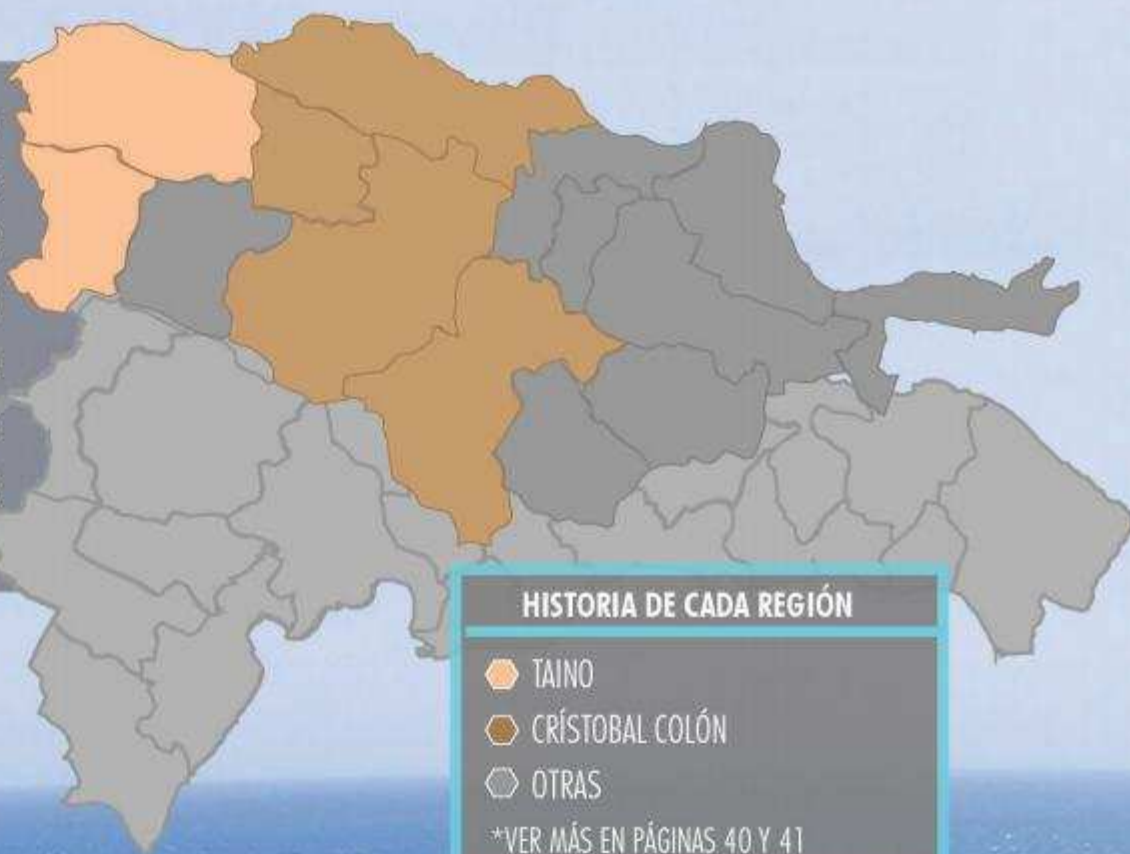 HISTORIA DE CADA REGIÓN
TAINO
CRÍSTOBAL COLÓN
OTRAS
*VER MÁS EN PÁGINAS 40 Y 41